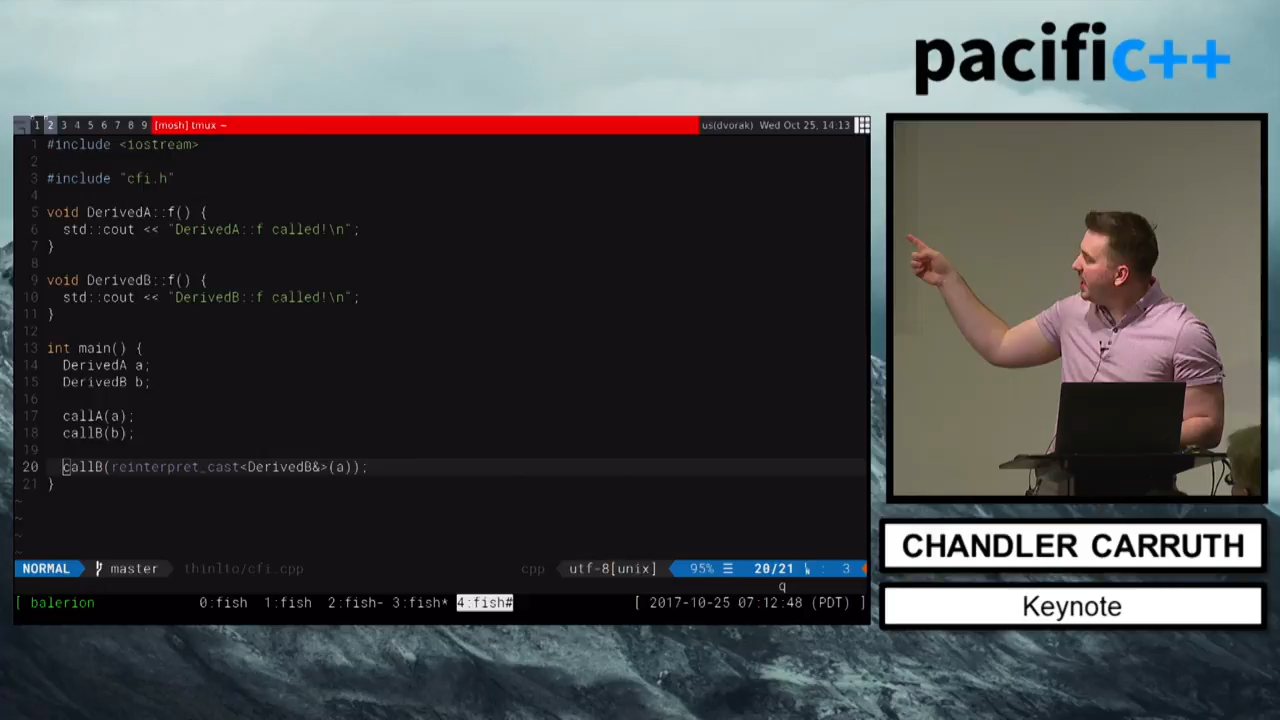 pacific++
1 2 3 4 5 6 7 8 9 [mosh] tmux ~ us(dvorak) Wed Oct 25, 14:13
1 #include <iostream>
2
3 #include "cfi.h"
4
5 void DerivedA::f() {
6 std::cout << "DerivedA::f called!\n";
7 }
8
9 void DerivedB::f() {
10 std::cout << "DerivedB::f called!\n";
11 }
12
13 int main() {
14 DerivedA a;
15 DerivedB b;
16
17 callA(a);
18 callB(b);
19
20 callB(reinterpret_cast<DerivedB&>(a));
21 }
~
~
~
~
NORMAL master thinlto/cfi.cpp cpp utf-8[unix] 95% ☰ 20/21 : 3
q
[ balerion 0:fish 1:fish 2:fish- 3:fish* 4:fish# [ 2017-10-25 07:12:48 (PDT) ]
CHANDLER CARRUTH
Keynote